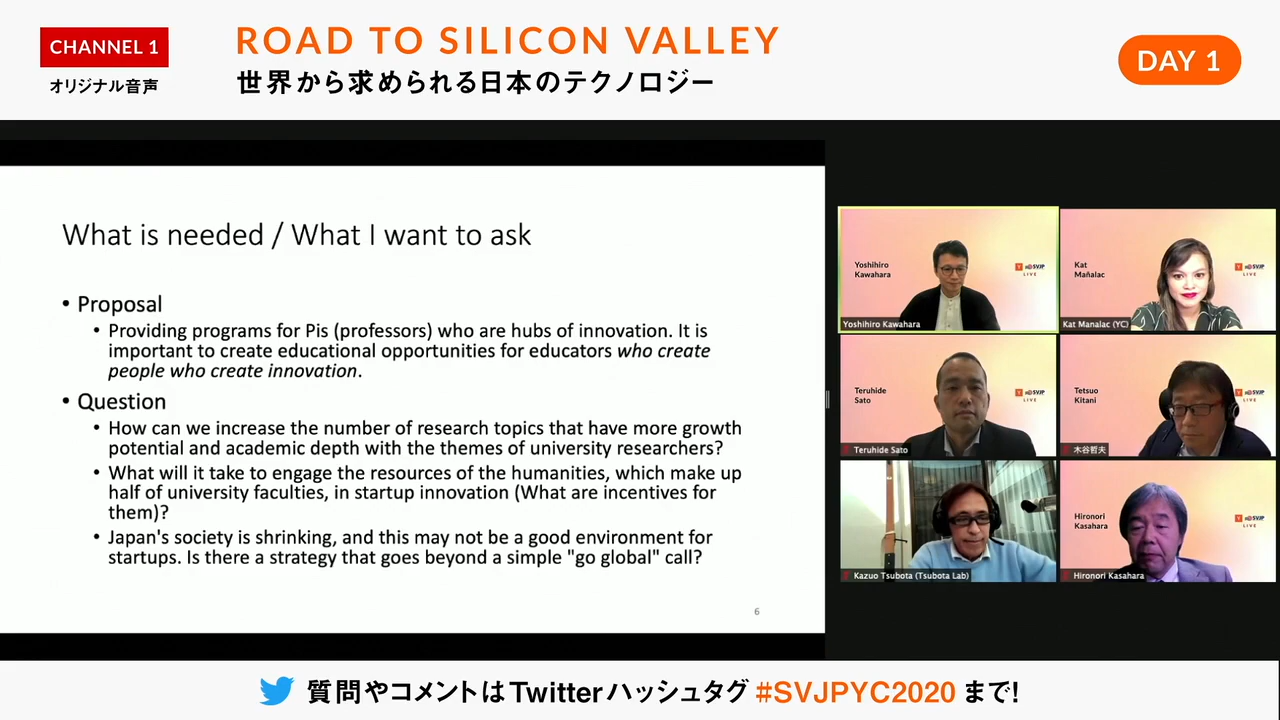 CHANNEL 1
オリジナル音声
ROAD TO SILICON VALLEY
世界から求められる日本のテクノロジー
DAY 1
What is needed / What I want to ask
• Proposal
• Providing programs for Pis (professors) who are hubs of innovation. It is
important to create educational opportunities for educators who create
people who create innovation.
• Question
• How can we increase the number of research topics that have more growth
potential and academic depth with the themes of university researchers?
• What will it take to engage the resources of the humanities, which make up
half of university faculties, in startup innovation (What are incentives for
them)?
• Japan's society is shrinking, and this may not be a good environment for
startups. Is there a strategy that goes beyond a simple "go global" call?
6
Yoshihiro
Kawahara
Y SVJP
LIVE
Yoshihiro Kawahara
Kat
Mañalac
Y SVJP
LIVE
Kat Manalac (YC)
Teruhide
Sato
Y SVJP
LIVE
Teruhide Sato
Tetsuo
Kitani
SVJP
LIVE
木谷哲夫
Kazuo Tsubota (Tsubota Lab)
Hironori
Kasahara
Y SVJP
LIVE
Hironori Kasahara
質問やコメントはTwitterハッシュタグ #SVJPYC2020 まで!